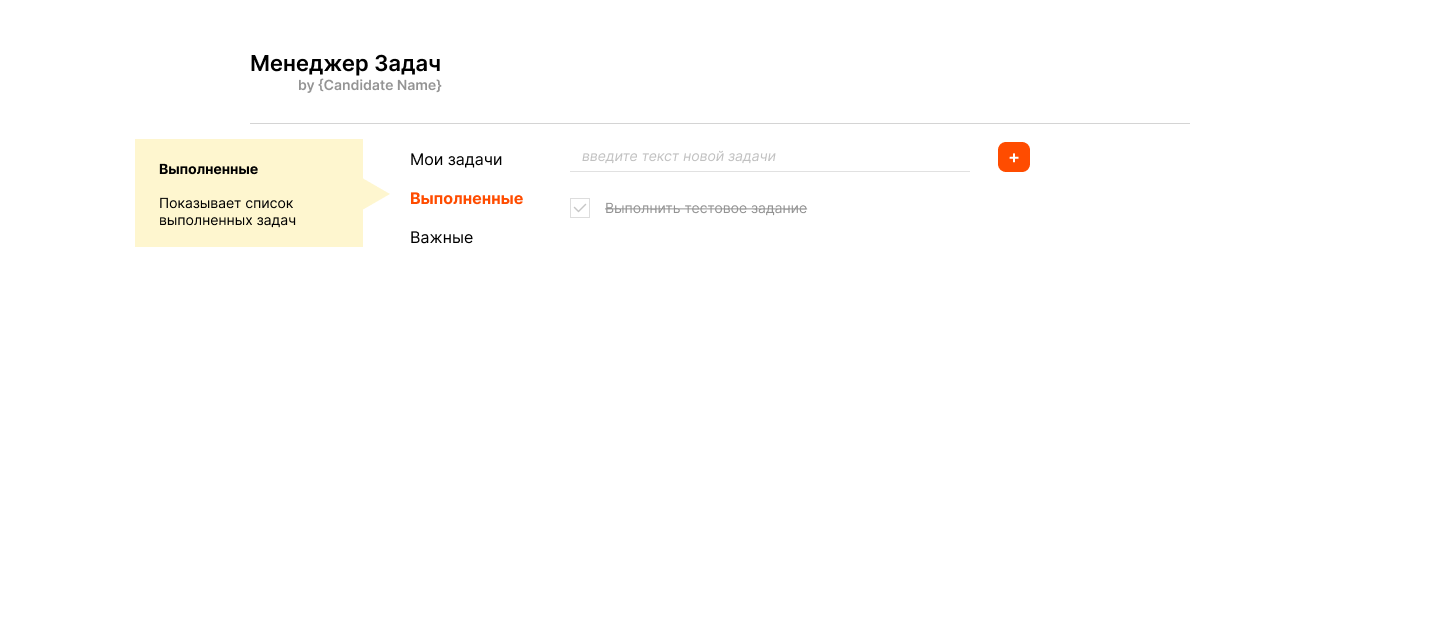 Менеджер Задач
by {Candidate Name}
Выполненные
Показывает список
выполненных задач
Мои задачи
Выполненные
Важные
введите текст новой задачи
+
Выполнить тестовое задание